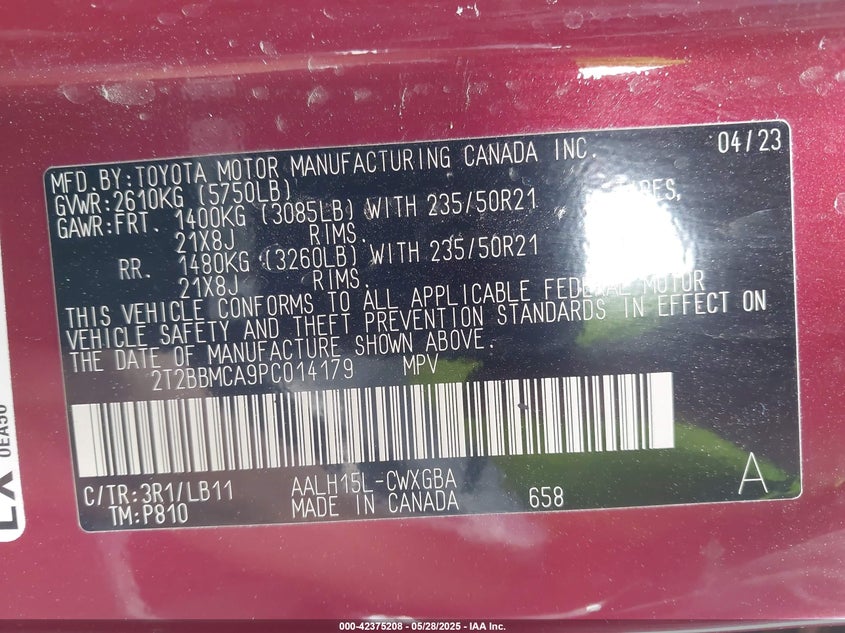 MFD.BY:TOYOTA MOTOR MANUFACTURING CANADA INC. 04/23
GVWR:2610KG (5750LB)
GAWR:FRT. 1400KG (3085LB) WITH 235/50R21
21X8J RIMS.
RR. 1480KG (3260LB) WITH 235/50R21
21X8J RIMS.
THIS VEHICLE CONFORMS TO ALL APPLICABLE FEDERAL MOTOR
VEHICLE SAFETY AND THEFT PREVENTION STANDARDS IN EFFECT ON
THE DATE OF MANUFACTURE SHOWN ABOVE.
2T2BBMCA9PC014179 MPV
C/TR:3R1/LB11 AALH15L-CWXGBA
TM:P810 MADE IN CANADA 658 A
0EA50
000-42375208 - 05/28/2025 - IAA Inc.